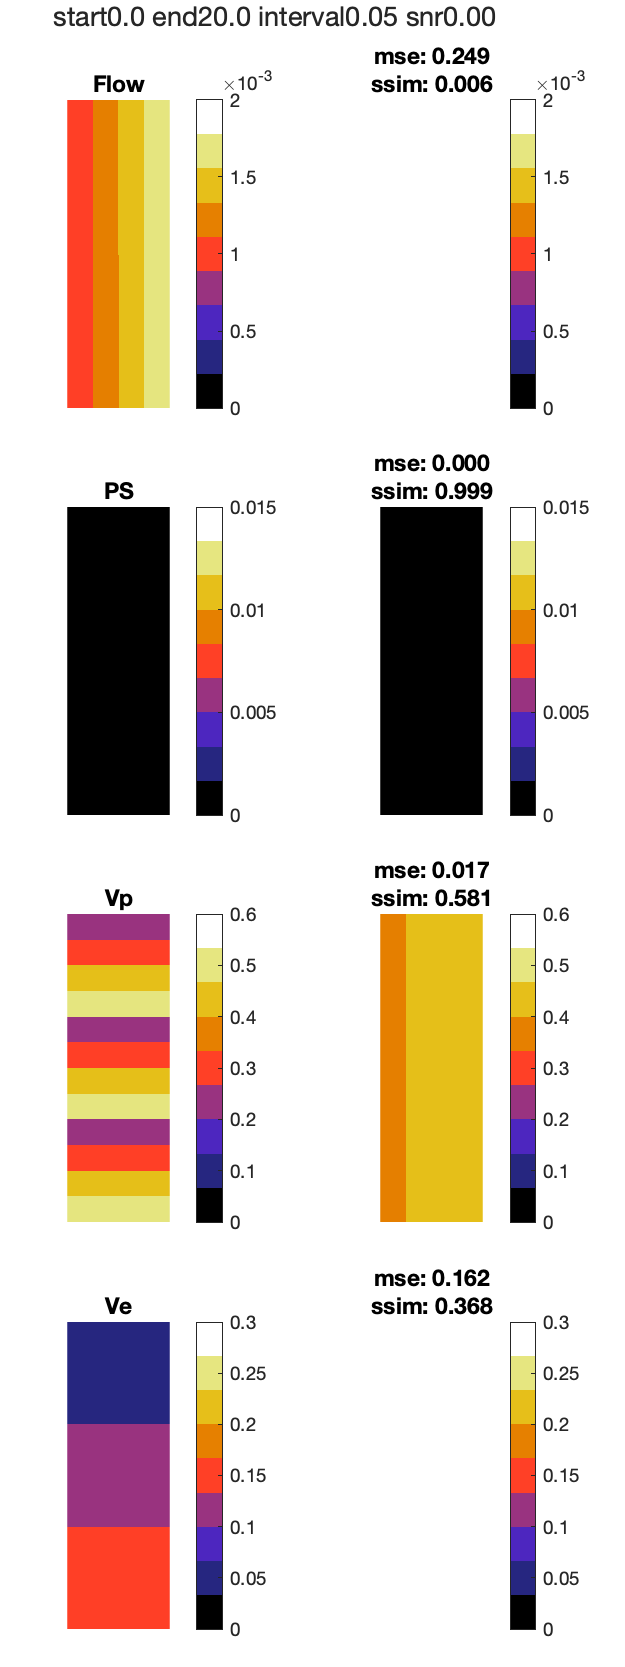 start0.0 end20.0 interval0.05 snr0.00
mse: 0.249
Flow ssim: 0.006
×10⁻³ ×10⁻³
2 2
1.5 1.5
1 1
0.5 0.5
0 0
mse: 0.000
PS ssim: 0.999
0.015 0.015
0.01 0.01
0.005 0.005
0 0
mse: 0.017
Vp ssim: 0.581
0.6 0.6
0.5 0.5
0.4 0.4
0.3 0.3
0.2 0.2
0.1 0.1
0 0
mse: 0.162
Ve ssim: 0.368
0.3 0.3
0.25 0.25
0.2 0.2
0.15 0.15
0.1 0.1
0.05 0.05
0 0